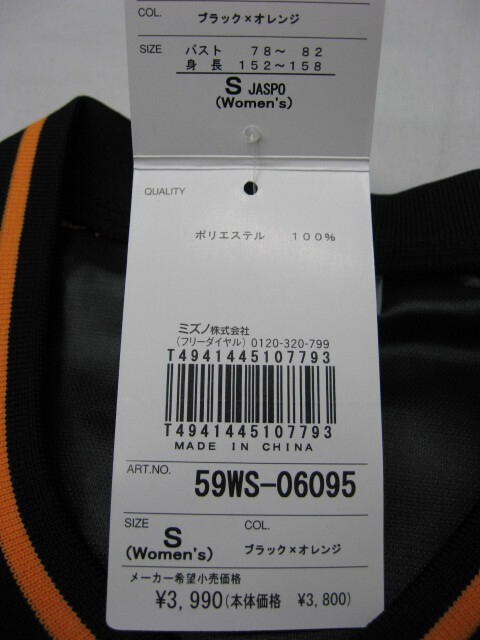 COL. ブラック×オレンジ
SIZE バスト 78～ 82
身長 152～158
S JASPO
(Women's)
QUALITY
ポリエステル 100%
ミズノ株式会社
(フリーダイヤル) 0120-320-799
T4941445107793
T4941445107793
MADE IN CHINA
ART.NO. 59WS-06095
SIZE S (Women's)
COL. ブラック×オレンジ
メーカー希望小売価格
¥3,990(本体価格 ¥3,800)